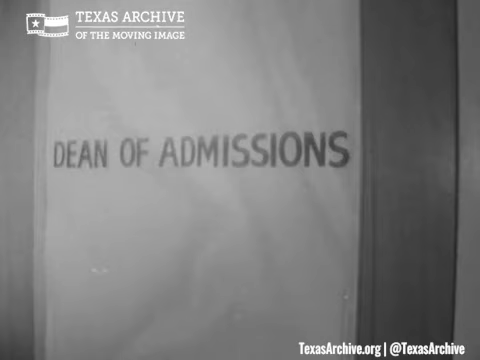 TEXAS ARCHIVE
OF THE MOVING IMAGE
DEAN OF ADMISSIONS
TexasArchive.org | @TexasArchive